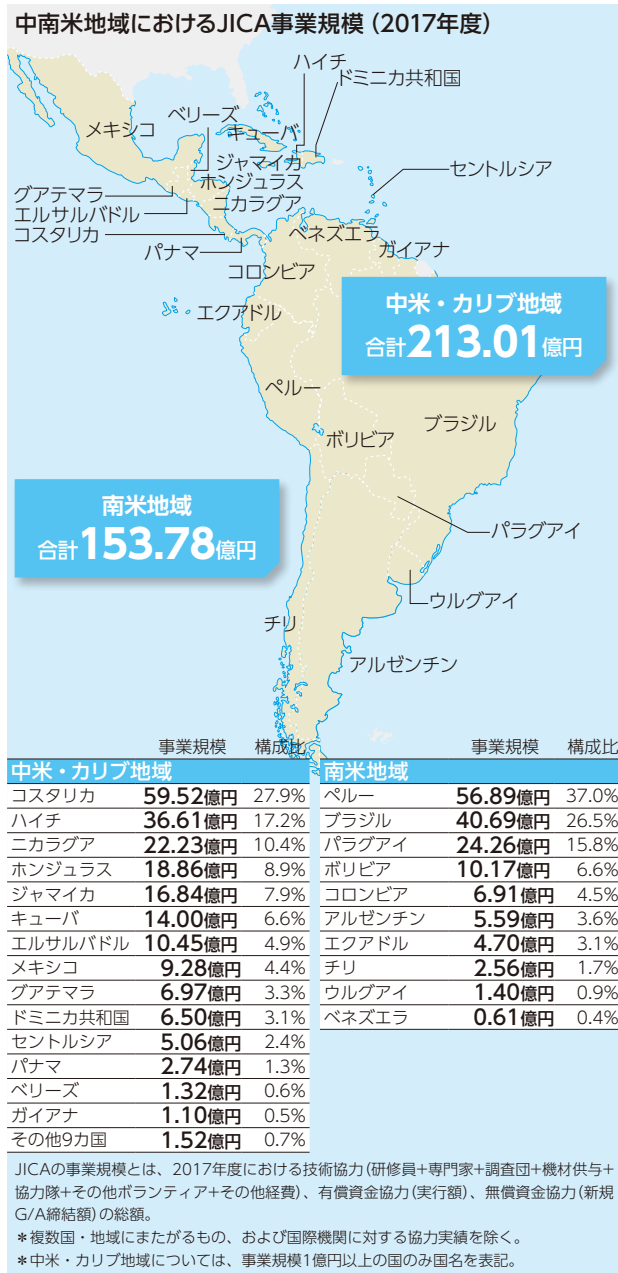 中南米地域におけるJICA事業規模（2017年度）
ハイチ
ドミニカ共和国
ベリーズ
メキシコ
キューバ
ジャマイカ
セントルシア
ホンジュラス
グアテマラ
ニカラグア
エルサルバドル
コスタリカ
ベネズエラ
パナマ
ガイアナ
コロンビア
エクアドル
中米・カリブ地域
合計213.01億円
ペルー
ブラジル
ボリビア
南米地域
合計153.78億円
パラグアイ
ウルグアイ
チリ
アルゼンチン
事業規模 構成比
中米・カリブ地域
コスタリカ 59.52億円 27.9%
ハイチ 36.61億円 17.2%
ニカラグア 22.23億円 10.4%
ホンジュラス 18.86億円 8.9%
ジャマイカ 16.84億円 7.9%
キューバ 14.00億円 6.6%
エルサルバドル 10.45億円 4.9%
メキシコ 9.28億円 4.4%
グアテマラ 6.97億円 3.3%
ドミニカ共和国 6.50億円 3.1%
セントルシア 5.06億円 2.4%
パナマ 2.74億円 1.3%
ベリーズ 1.32億円 0.6%
ガイアナ 1.10億円 0.5%
その他9カ国 1.52億円 0.7%
事業規模 構成比
南米地域
ペルー 56.89億円 37.0%
ブラジル 40.69億円 26.5%
パラグアイ 24.26億円 15.8%
ボリビア 10.17億円 6.6%
コロンビア 6.91億円 4.5%
アルゼンチン 5.59億円 3.6%
エクアドル 4.70億円 3.1%
チリ 2.56億円 1.7%
ウルグアイ 1.40億円 0.9%
ベネズエラ 0.61億円 0.4%
JICAの事業規模とは、2017年度における技術協力（研修員+専門家+調査団+機材供与+
協力隊+その他ボランティア+その他経費）、有償資金協力（実行額）、無償資金協力（新規
G/A締結額）の総額。
＊複数国・地域にまたがるもの、および国際機関に対する協力実績を除く。
＊中米・カリブ地域については、事業規模1億円以上の国のみ国名を表記。